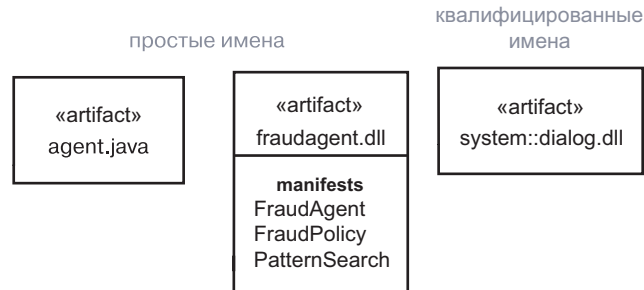 простые имена
квалифицированные
имена
«artifact»
agent.java
«artifact»
fraudagent.dll
manifests
FraudAgent
FraudPolicy
PatternSearch
«artifact»
system::dialog.dll